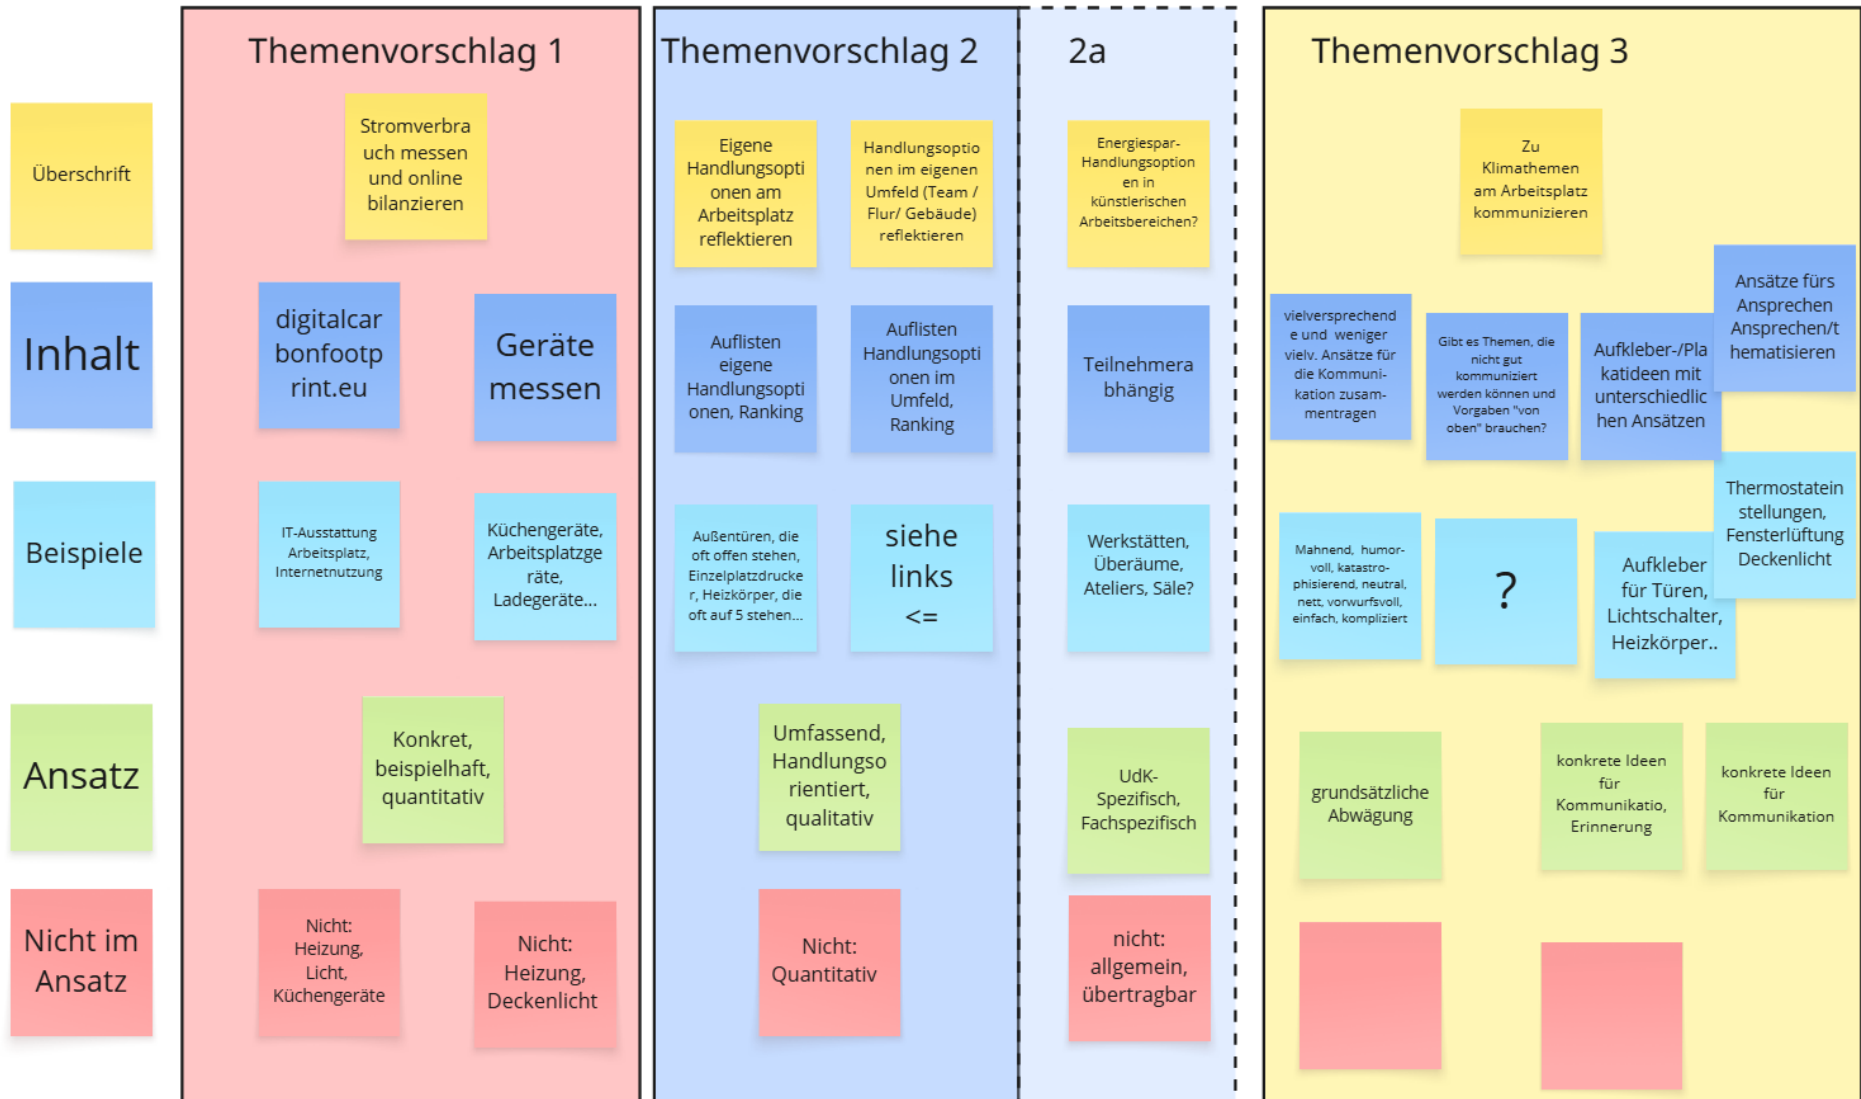 Themenvorschlag 1
Themenvorschlag 2
2a
Themenvorschlag 3
Überschrift
Stromverbra
uch messen
und online
bilanzieren
Eigene
Handlungsopti
onen am
Arbeitsplatz
reflektieren
Handlungsoptio
nen im eigenen
Umfeld (Team /
Flur/ Gebäude)
reflektieren
Energiespar-
Handlungsoption
en in
künstlerischen
Arbeitsbereichen?
Zu
Klimathemen
am Arbeitsplatz
kommunizieren
Inhalt
digitalcar
bonfootp
rint.eu
Geräte
messen
Auflisten
eigene
Handlungsopti
onen, Ranking
Auflisten
Handlungsopti
onen im
Umfeld,
Ranking
Teilnehmera
bhängig
vielversprechend
e und  weniger
vielv. Ansätze für
die Kommuni-
kation zusam-
mentragen
Gibt es Themen, die
nicht gut
kommuniziert
werden können und
Vorgaben "von
oben" brauchen?
Aufkleber-/Pla
katideen mit
unterschiedlic
hen Ansätzen
Ansätze fürs
Ansprechen
Ansprechen/t
hematisieren
Beispiele
IT-Ausstattung
Arbeitsplatz,
Internetnutzung
Küchengeräte,
Arbeitsplatzge
räte,
Ladegeräte...
Außentüren, die
oft offen stehen,
Einzelplatzdrucke
r, Heizkörper, die
oft auf 5 stehen...
siehe
links
<=
Werkstätten,
Überäume,
Ateliers, Säle?
Mahnend,  humor-
voll, katastro-
phisierend, neutral,
nett, vorwurfsvoll,
einfach, kompliziert
?
Aufkleber
für Türen,
Lichtschalter,
Heizkörper..
Thermostatein
stellungen,
Fensterlüftung
Deckenlicht
Ansatz
Konkret,
beispielhaft,
quantitativ
Umfassend,
Handlungso
rientiert,
qualitativ
UdK-
Spezifisch,
Fachspezifisch
grundsätzliche
Abwägung
konkrete Ideen
für
Kommunikatio,
Erinnerung
konkrete Ideen
für
Kommunikation
Nicht im
Ansatz
Nicht:
Heizung,
Licht,
Küchengeräte
Nicht:
Heizung,
Deckenlicht
Nicht:
Quantitativ
nicht:
allgemein,
übertragbar